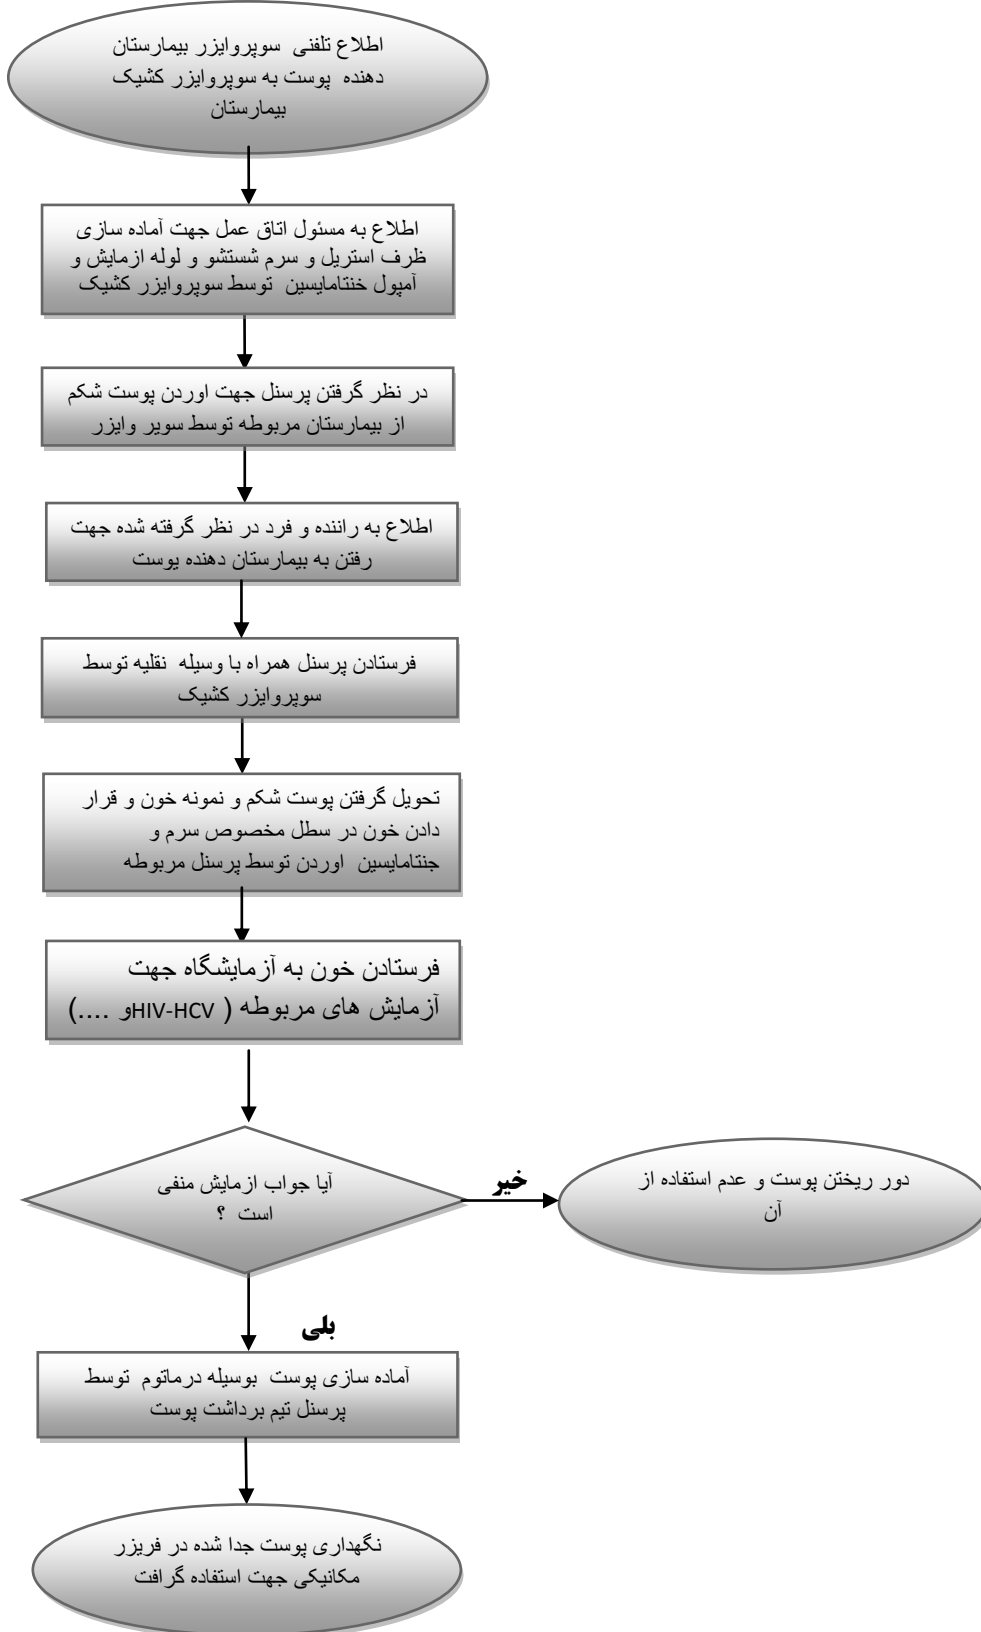 اطلاع تلفنی سوپروایزر بیمارستان
دهنده پوست به سوپروایزر کشیک
بیمارستان
اطلاع به مسئول اتاق عمل جهت آماده سازی
ظرف استریل و سرم شستشو و لوله ازمایش و
آمپول خنتامایسین توسط سوپروایزر کشیک
در نظر گرفتن پرسنل جهت اوردن پوست شکم
از بیمارستان مربوطه توسط سوپر وایزر
اطلاع به راننده و فرد در نظر گرفته شده جهت
رفتن به بیمارستان دهنده پوست
فرستادن پرسنل همراه با وسیله نقلیه توسط
سوپروایزر کشیک
تحویل گرفتن پوست شکم و نمونه خون و قرار
دادن خون در سطل مخصوص سرم و
جنتامایسین اوردن توسط پرسنل مربوطه
فرستادن خون به آزمایشگاه جهت
آزمایش های مربوطه ( HIV-HCVو ....)
آیا جواب ازمایش منفی
است ؟
خیر
دور ریختن پوست و عدم استفاده از
آن
بلی
آماده سازی پوست بوسیله درماتوم توسط
پرسنل تیم برداشت پوست
نگهداری پوست جدا شده در فریزر
مکانیکی جهت استفاده گرافت